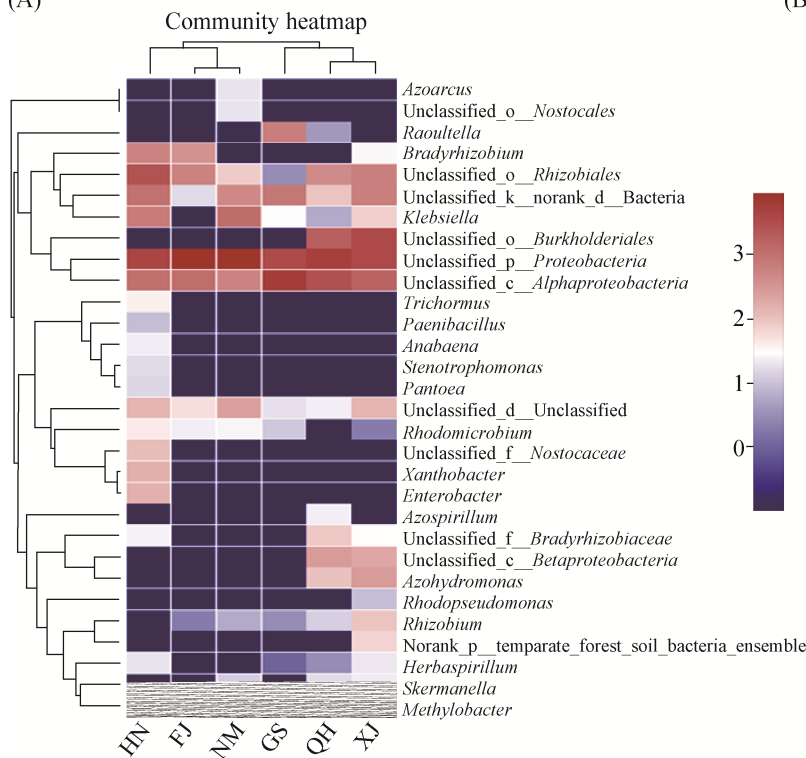 (A)
(B
Community heatmap
Azoarcus
Unclassified_o__Nostocales
Raoultella
Bradyrhizobium
Unclassified_o__Rhizobiales
Unclassified_k__norank_d__Bacteria
Klebsiella
Unclassified_o__Burkholderiales
Unclassified_p__Proteobacteria
Unclassified_c__Alphaproteobacteria
Trichormus
Paenibacillus
Anabaena
Stenotrophomonas
Pantoea
Unclassified_d__Unclassified
Rhodomicrobium
Unclassified_f__Nostocaceae
Xanthobacter
Enterobacter
Azospirillum
Unclassified_f__Bradyrhizobiaceae
Unclassified_c__Betaproteobacteria
Azohydromonas
Rhodopseudomonas
Rhizobium
Norank_p__temparate_forest_soil_bacteria_ensemble
Herbaspirillum
Skermanella
Methylobacter
HN FJ NM GS QH XJ
3
2
1
0